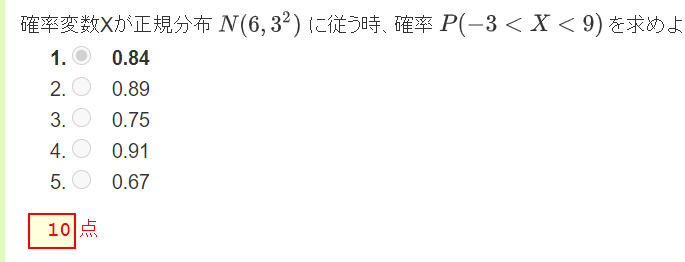 確率変数Xが正規分布 N(6, 3²) に従う時、確率 P(−3 < X < 9) を求めよ
1. 0.84
2. 0.89
3. 0.75
4. 0.91
5. 0.67
10 点